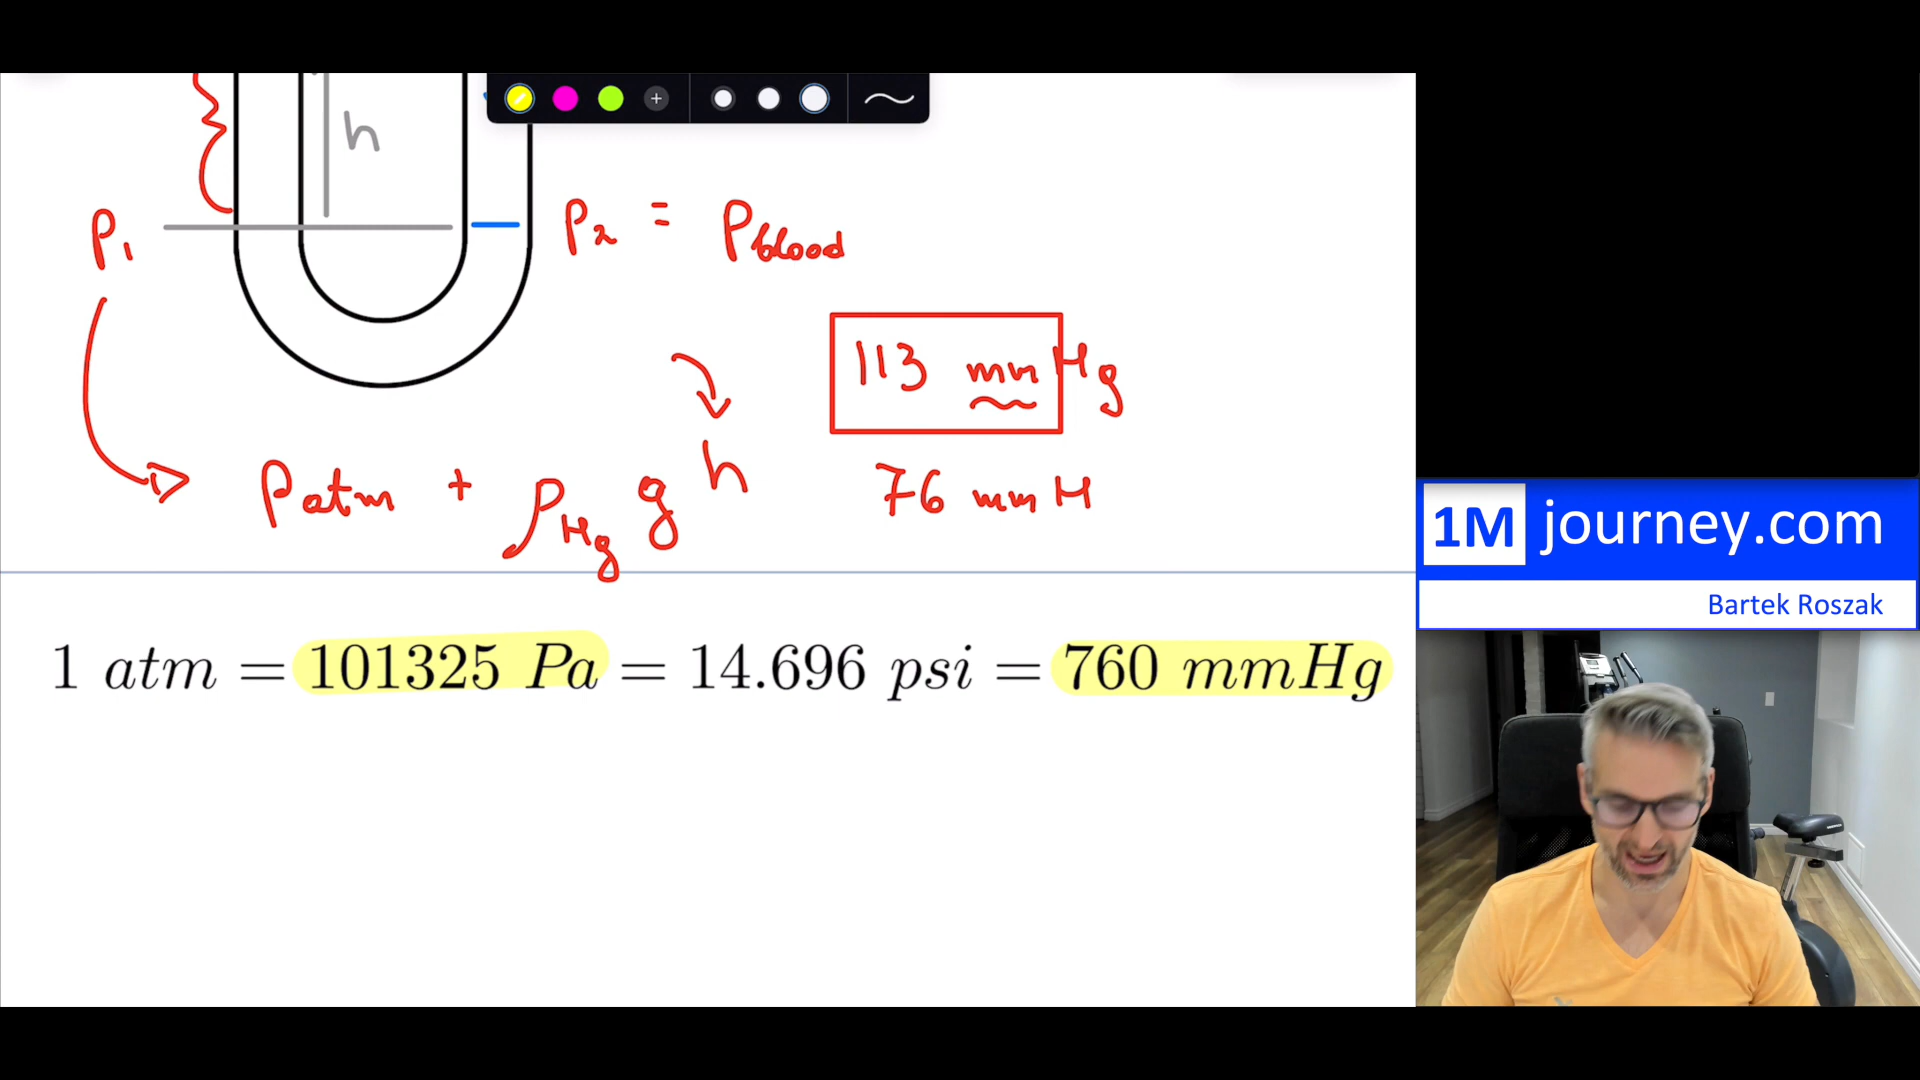 h
P1
P2 = Pblood
113 mmHg
76 mmH
Patm + ρHg g h
1 atm = 101325 Pa = 14.696 psi = 760 mmHg
1M journey.com
Bartek Roszak